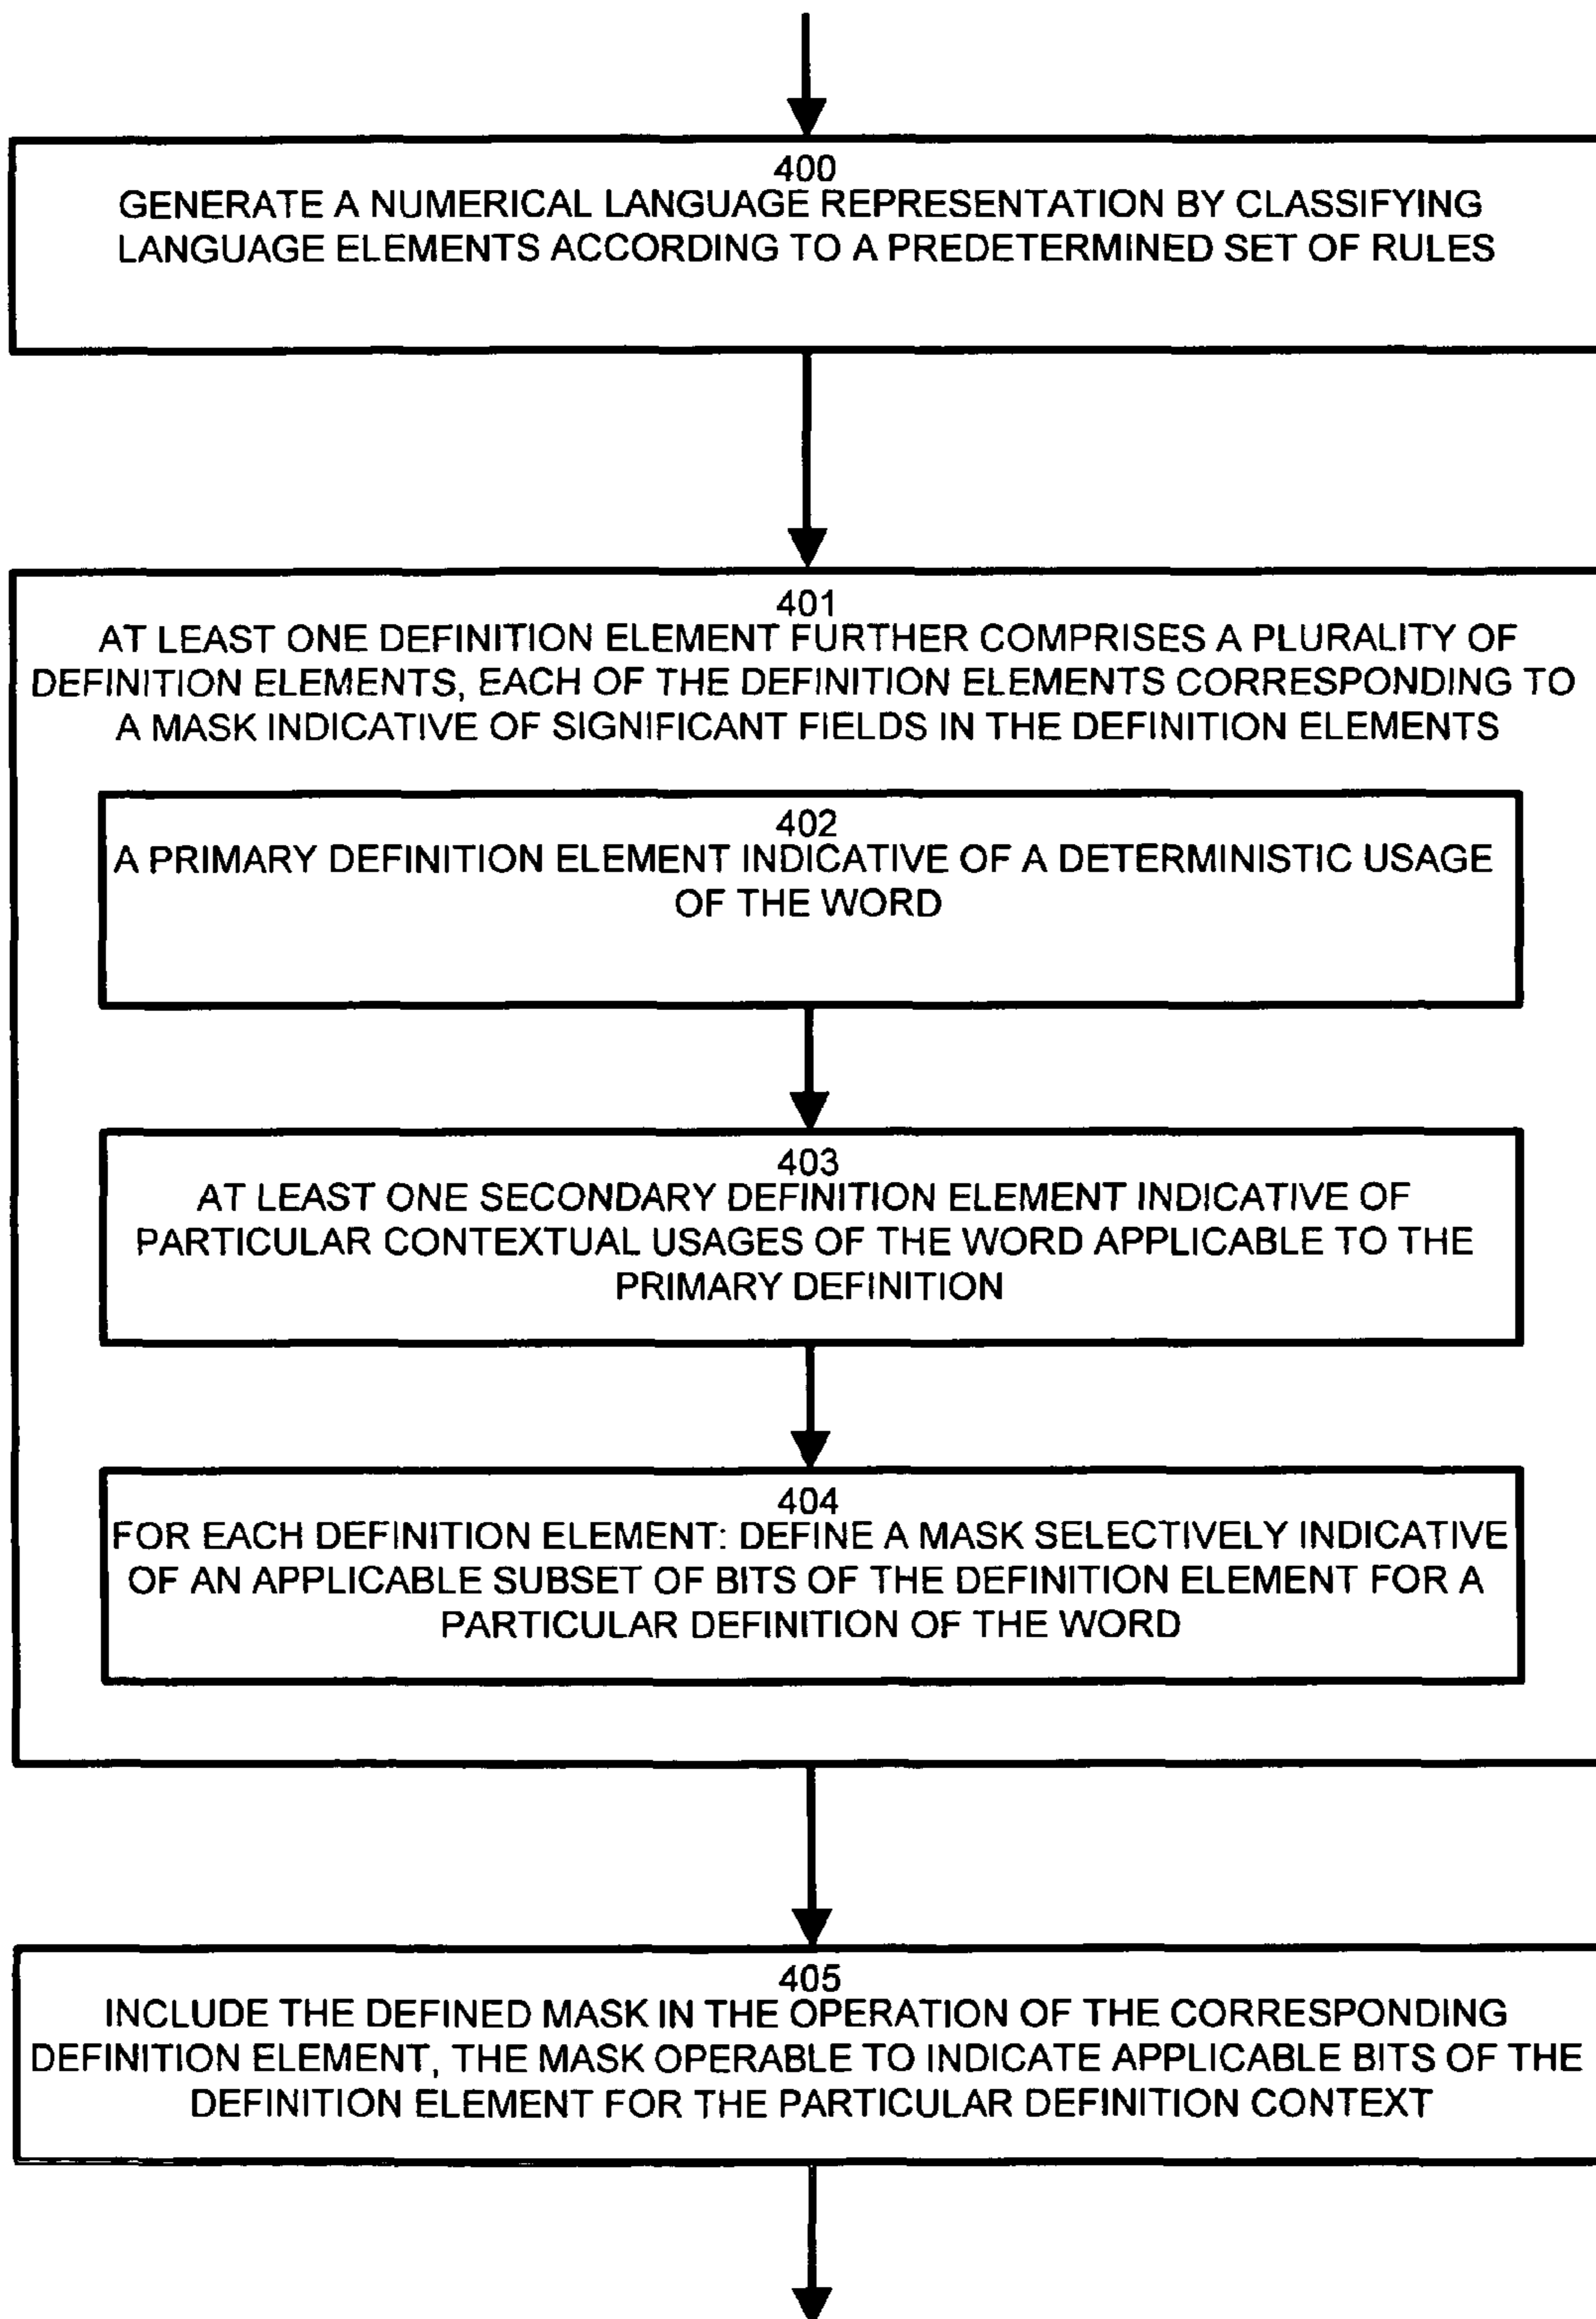 400
GENERATE A NUMERICAL LANGUAGE REPRESENTATION BY CLASSIFYING
LANGUAGE ELEMENTS ACCORDING TO A PREDETERMINED SET OF RULES
401
AT LEAST ONE DEFINITION ELEMENT FURTHER COMPRISES A PLURALITY OF
DEFINITION ELEMENTS, EACH OF THE DEFINITION ELEMENTS CORRESPONDING TO
A MASK INDICATIVE OF SIGNIFICANT FIELDS IN THE DEFINITION ELEMENTS
402
A PRIMARY DEFINITION ELEMENT INDICATIVE OF A DETERMINISTIC USAGE
OF THE WORD
403
AT LEAST ONE SECONDARY DEFINITION ELEMENT INDICATIVE OF
PARTICULAR CONTEXTUAL USAGES OF THE WORD APPLICABLE TO THE
PRIMARY DEFINITION
404
FOR EACH DEFINITION ELEMENT: DEFINE A MASK SELECTIVELY INDICATIVE
OF AN APPLICABLE SUBSET OF BITS OF THE DEFINITION ELEMENT FOR A
PARTICULAR DEFINITION OF THE WORD
405
INCLUDE THE DEFINED MASK IN THE OPERATION OF THE CORRESPONDING
DEFINITION ELEMENT, THE MASK OPERABLE TO INDICATE APPLICABLE BITS OF THE
DEFINITION ELEMENT FOR THE PARTICULAR DEFINITION CONTEXT